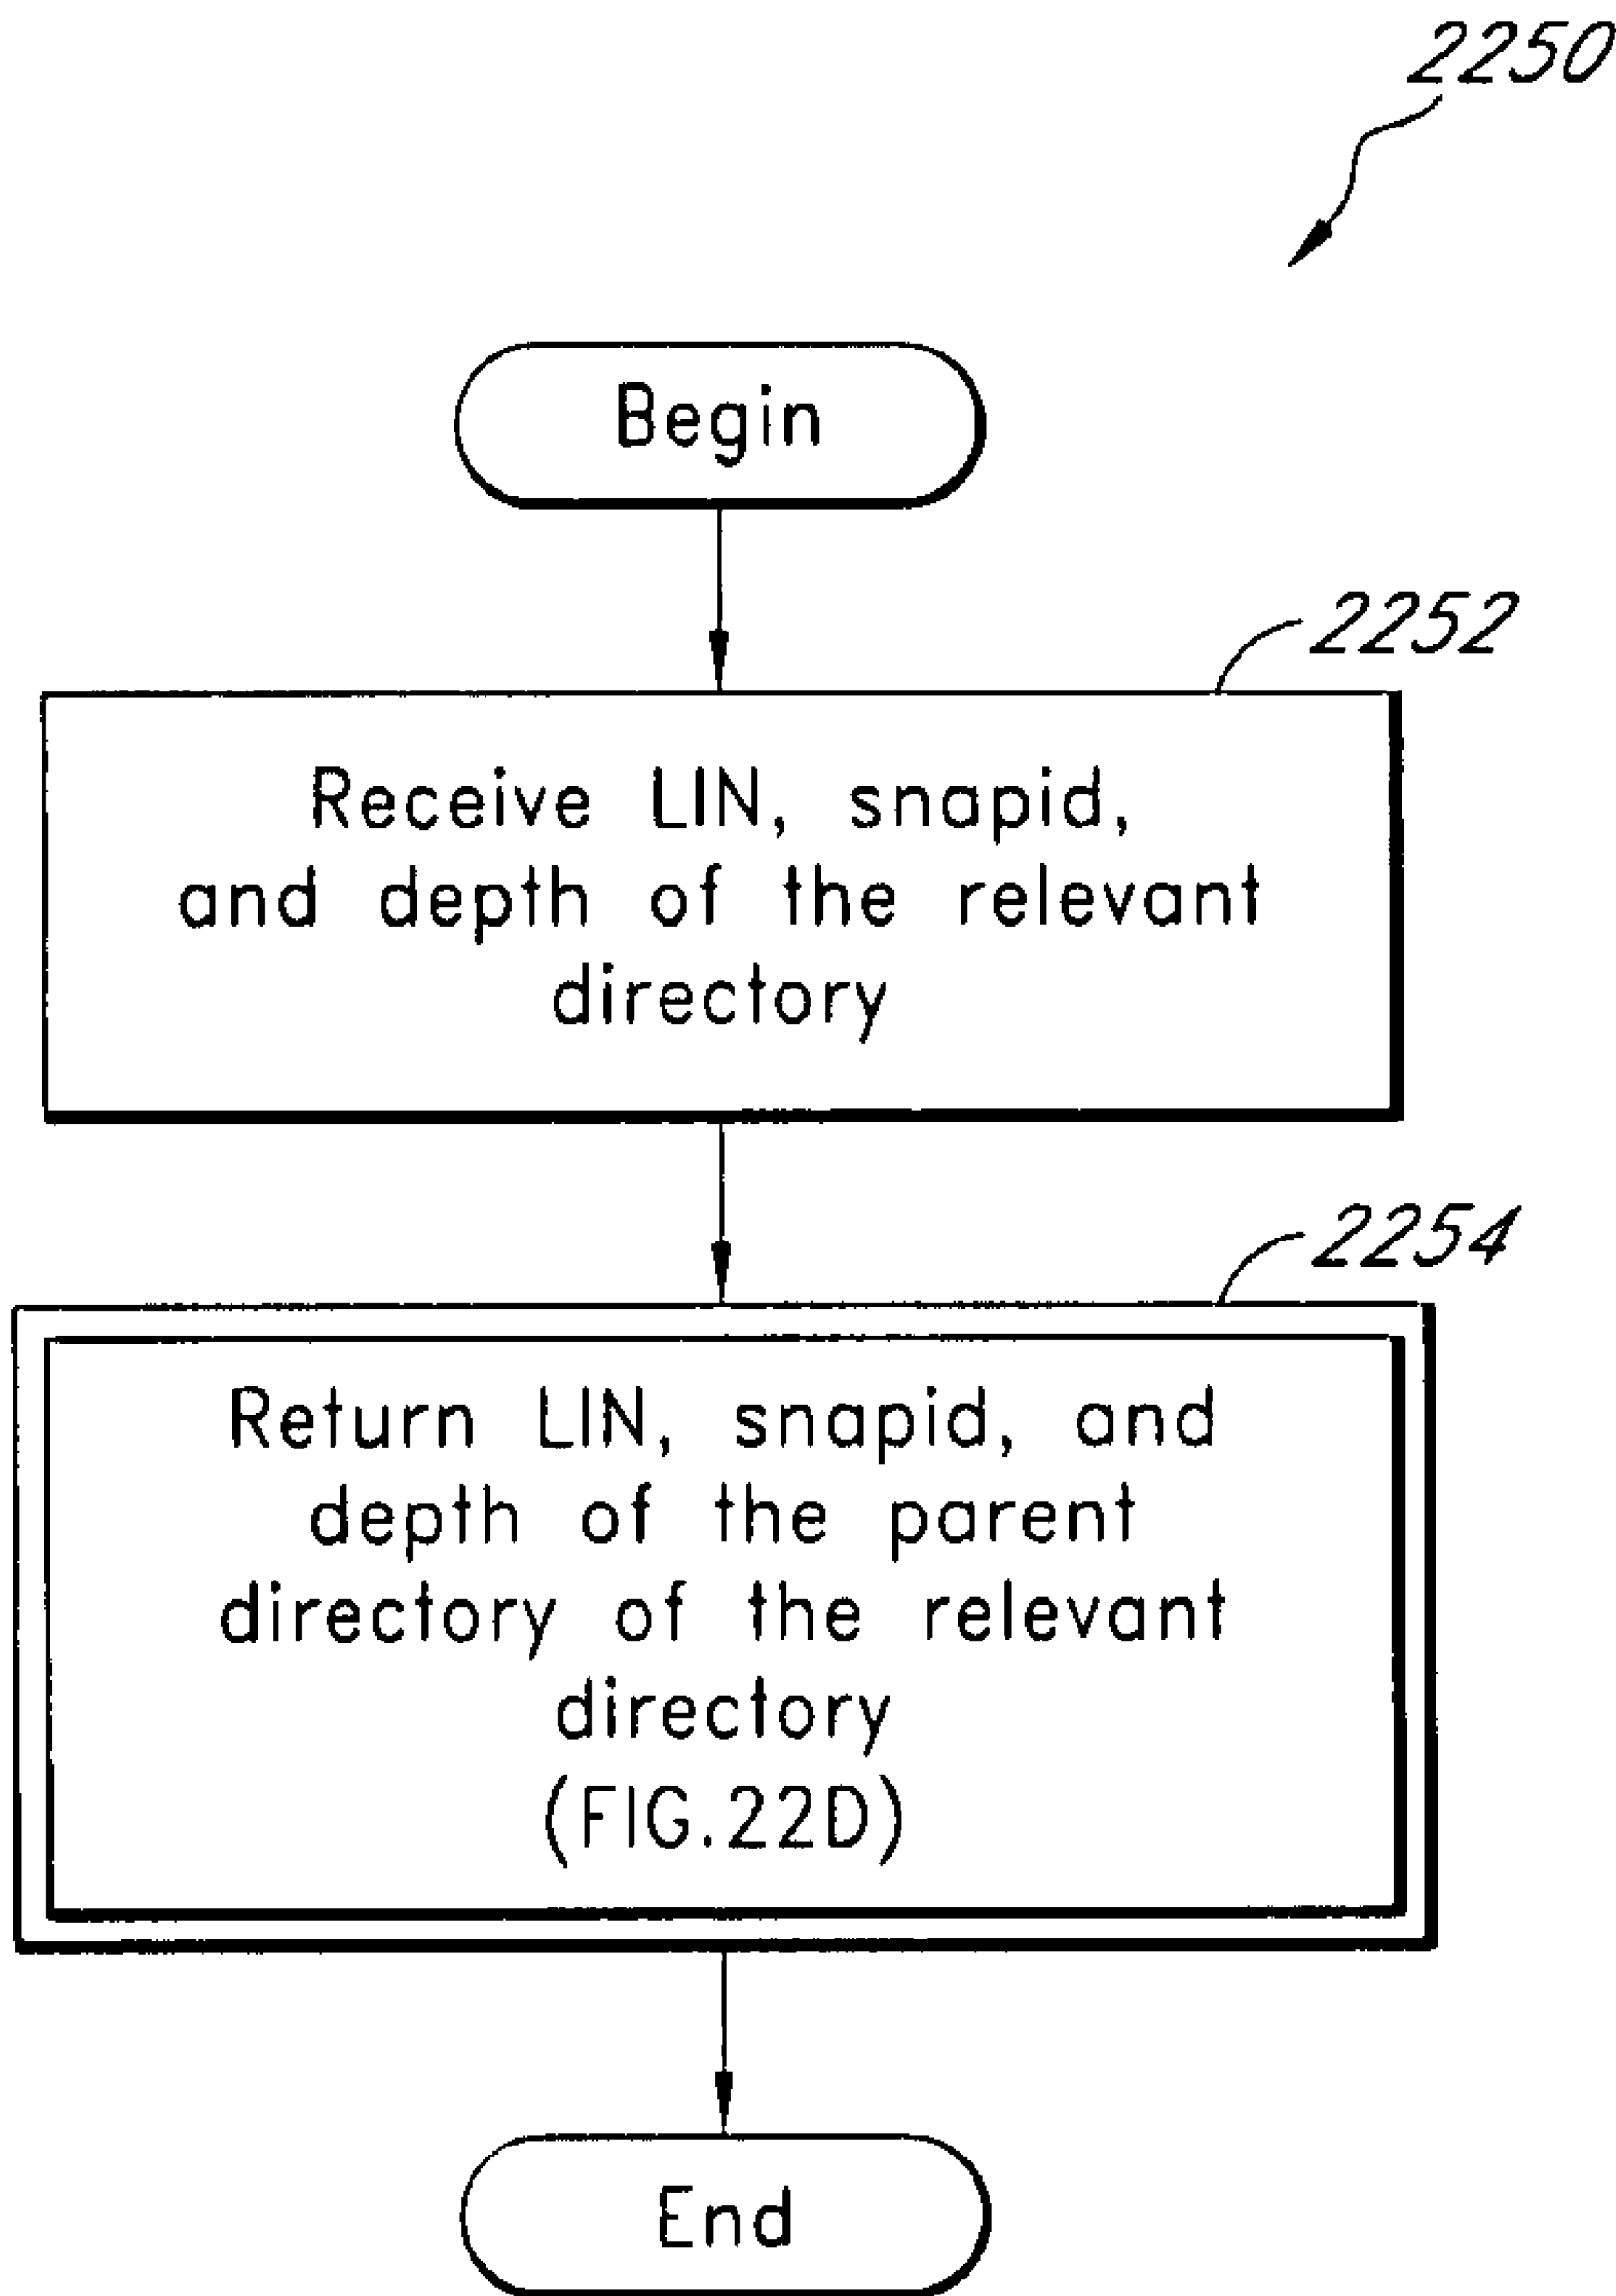 2250
Begin
2252
Receive LIN, snapid,
and depth of the relevant
directory
2254
Return LIN, snapid, and
depth of the parent
directory of the relevant
directory
(FIG.22D)
End